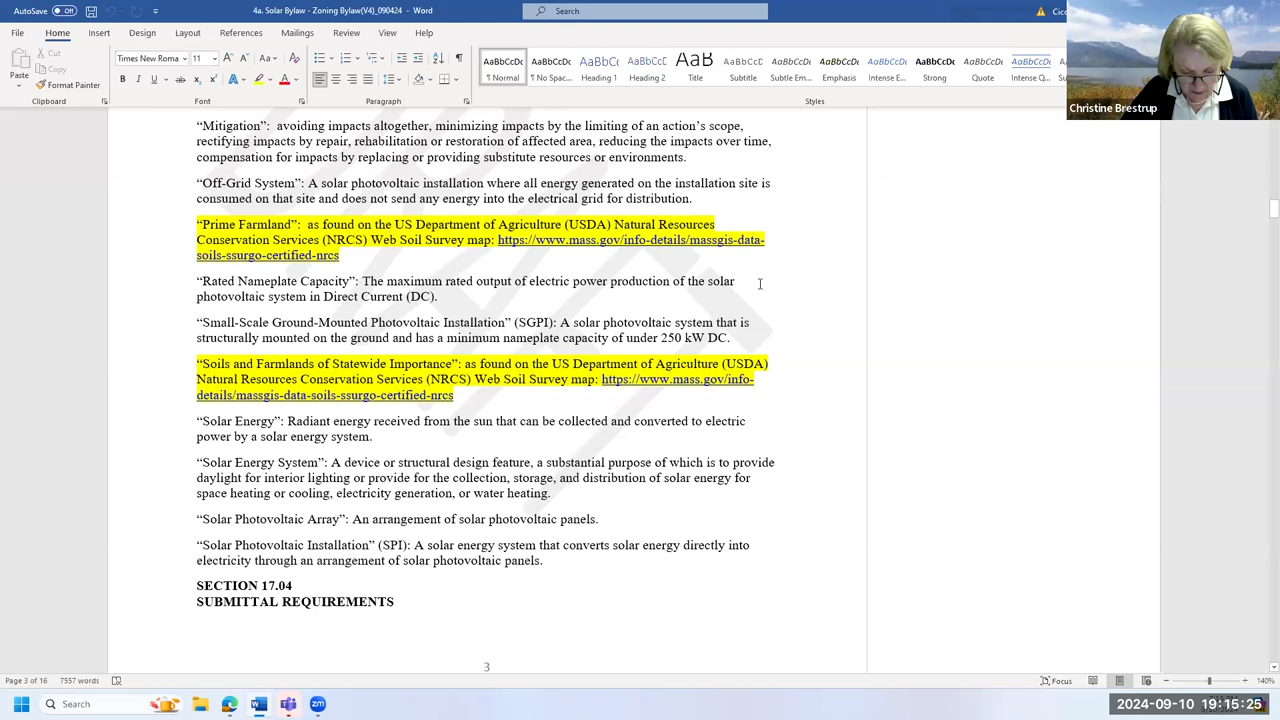 AutoSave Off 4a. Solar Bylaw - Zoning Bylaw(V4)_090424 - Word Search
File Home Insert Draw Design Layout References Mailings Review View Help
Paste Cut Copy Format Painter
Times New Roma 11
AaBbCcDc AaBbCcDc AaBbC AaBbCcC AaB AaBbCcD AaBbCcDt AaBbCcDt AaBbCcDt AaBbCcDc AaBbCcDt AaBbCcDt
¶ Normal ¶ No Spac... Heading 1 Heading 2 Title Subtitle Subtle Em... Emphasis Intense E... Strong Quote Intense Q...
Clipboard Font Paragraph Styles
Christine Brestrup
“Mitigation”:  avoiding impacts altogether, minimizing impacts by the limiting of an action’s scope,
rectifying impacts by repair, rehabilitation or restoration of affected area, reducing the impacts over time,
compensation for impacts by replacing or providing substitute resources or environments.
“Off-Grid System”: A solar photovoltaic installation where all energy generated on the installation site is
consumed on that site and does not send any energy into the electrical grid for distribution.
“Prime Farmland”:  as found on the US Department of Agriculture (USDA) Natural Resources
Conservation Services (NRCS) Web Soil Survey map: https://www.mass.gov/info-details/massgis-data-
soils-ssurgo-certified-nrcs
“Rated Nameplate Capacity”: The maximum rated output of electric power production of the solar
photovoltaic system in Direct Current (DC).
“Small-Scale Ground-Mounted Photovoltaic Installation” (SGPI): A solar photovoltaic system that is
structurally mounted on the ground and has a minimum nameplate capacity of under 250 kW DC.
“Soils and Farmlands of Statewide Importance”: as found on the US Department of Agriculture (USDA)
Natural Resources Conservation Services (NRCS) Web Soil Survey map: https://www.mass.gov/info-
details/massgis-data-soils-ssurgo-certified-nrcs
“Solar Energy”: Radiant energy received from the sun that can be collected and converted to electric
power by a solar energy system.
“Solar Energy System”: A device or structural design feature, a substantial purpose of which is to provide
daylight for interior lighting or provide for the collection, storage, and distribution of solar energy for
space heating or cooling, electricity generation, or water heating.
“Solar Photovoltaic Array”: An arrangement of solar photovoltaic panels.
“Solar Photovoltaic Installation” (SPI): A solar energy system that converts solar energy directly into
electricity through an arrangement of solar photovoltaic panels.
SECTION 17.04
SUBMITTAL REQUIREMENTS
3
Page 3 of 16 7557 words Focus 140%
Search
2024-09-10 19:15:25